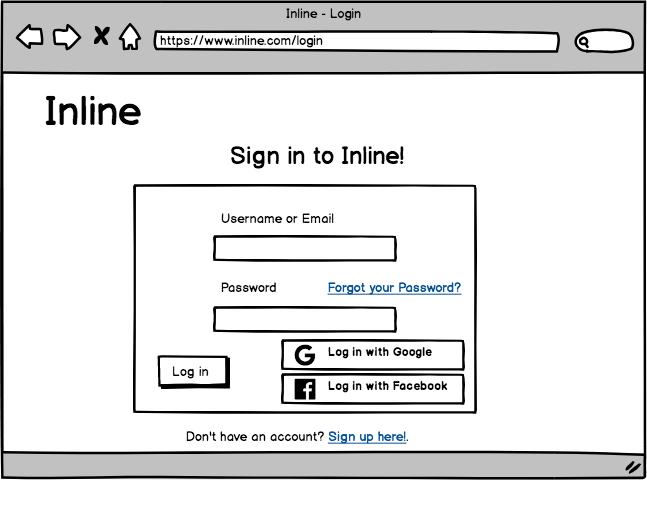 Inline - Login
https://www.inline.com/login
Inline
Sign in to Inline!
Username or Email
Password Forgot your Password?
Log in with Google
Log in
Log in with Facebook
Don't have an account? Sign up here!.